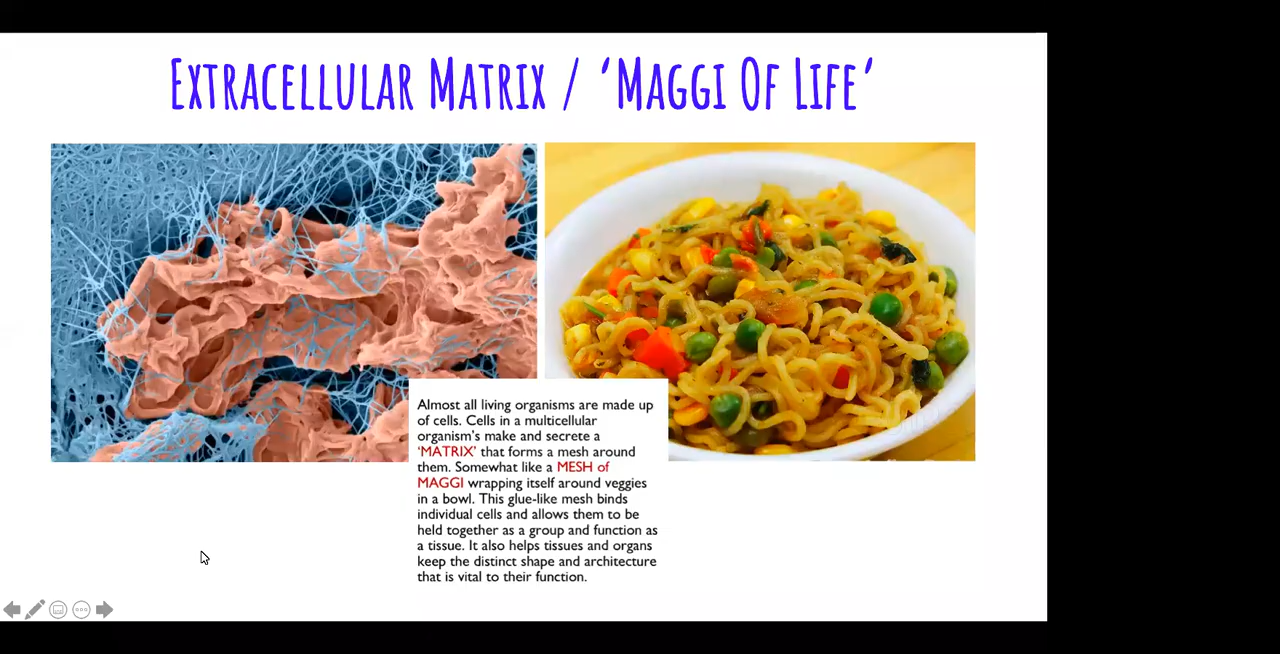 EXTRACELLULAR MATRIX / ‘MAGGI OF LIFE’
Almost all living organisms are made up
of cells. Cells in a multicellular
organism's make and secrete a
‘MATRIX’ that forms a mesh around
them. Somewhat like a MESH of
MAGGI wrapping itself around veggies
in a bowl. This glue-like mesh binds
individual cells and allows them to be
held together as a group and function as
a tissue. It also helps tissues and organs
keep the distinct shape and architecture
that is vital to their function.